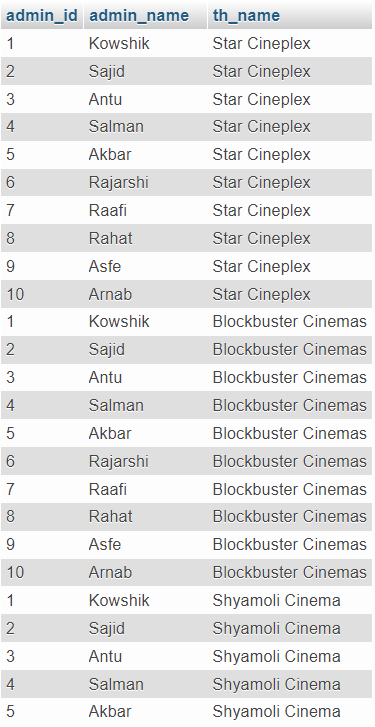 admin_id admin_name th_name
1 Kowshik Star Cineplex
2 Sajid Star Cineplex
3 Antu Star Cineplex
4 Salman Star Cineplex
5 Akbar Star Cineplex
6 Rajarshi Star Cineplex
7 Raafi Star Cineplex
8 Rahat Star Cineplex
9 Asfe Star Cineplex
10 Arnab Star Cineplex
1 Kowshik Blockbuster Cinemas
2 Sajid Blockbuster Cinemas
3 Antu Blockbuster Cinemas
4 Salman Blockbuster Cinemas
5 Akbar Blockbuster Cinemas
6 Rajarshi Blockbuster Cinemas
7 Raafi Blockbuster Cinemas
8 Rahat Blockbuster Cinemas
9 Asfe Blockbuster Cinemas
10 Arnab Blockbuster Cinemas
1 Kowshik Shyamoli Cinema
2 Sajid Shyamoli Cinema
3 Antu Shyamoli Cinema
4 Salman Shyamoli Cinema
5 Akbar Shyamoli Cinema